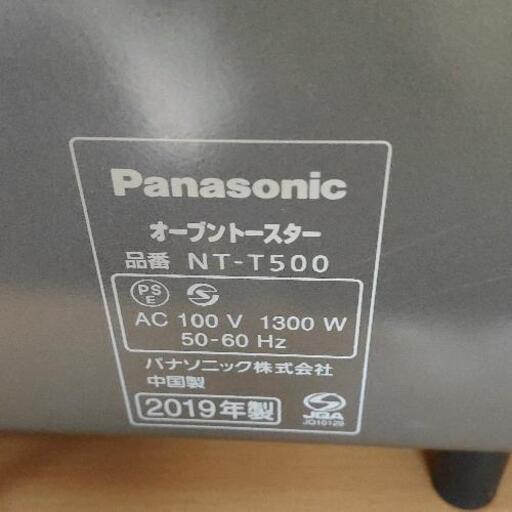 Panasonic
オーブントースター
品番 NT-T500
PS E
AC 100 V 1300 W
50-60 Hz
パナソニック株式会社
中国製
2019年製
JQA
JQ10129